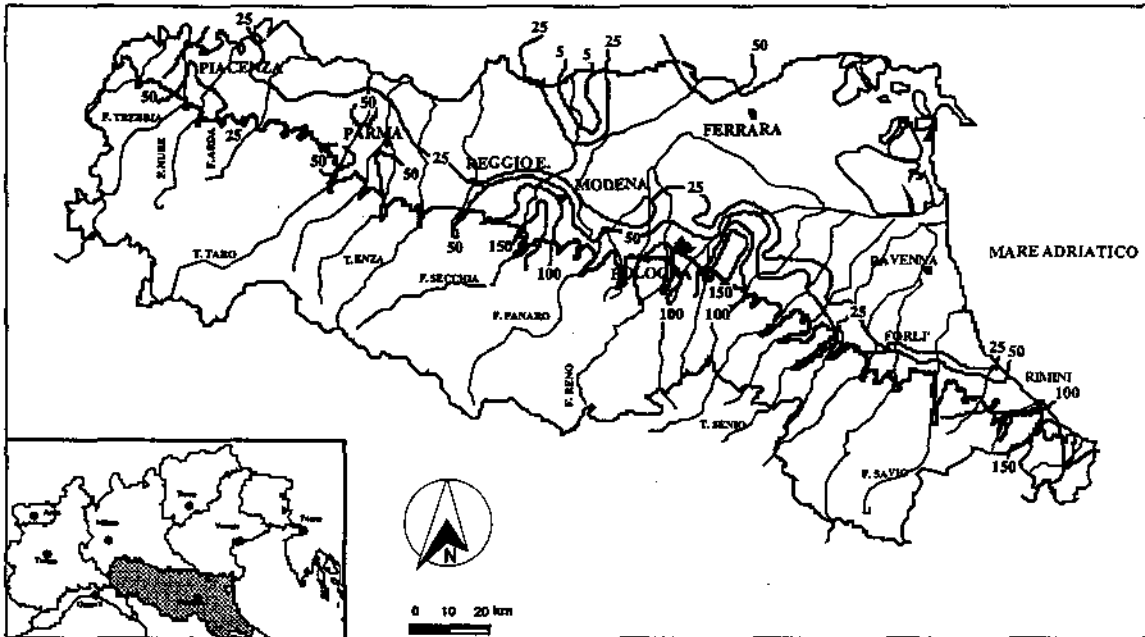 25
PIACENZA
50
F. TREBBIA
P. NURE
F. ARDA
25
50
PARMA
50
50
25
REGGIO E.
25
5
5
25
50
FERRARA
MODENA
25
50
150
100
50
BOLOGNA
150
100
100
T. TARO
T. ENZA
F. SECCHIA
F. PANARO
F. RENO
T. SENIO
RAVENNA
MARE ADRIATICO
25
FORLI'
25
50
RIMINI
100
150
F. SAVIO
N
0 10 20 km